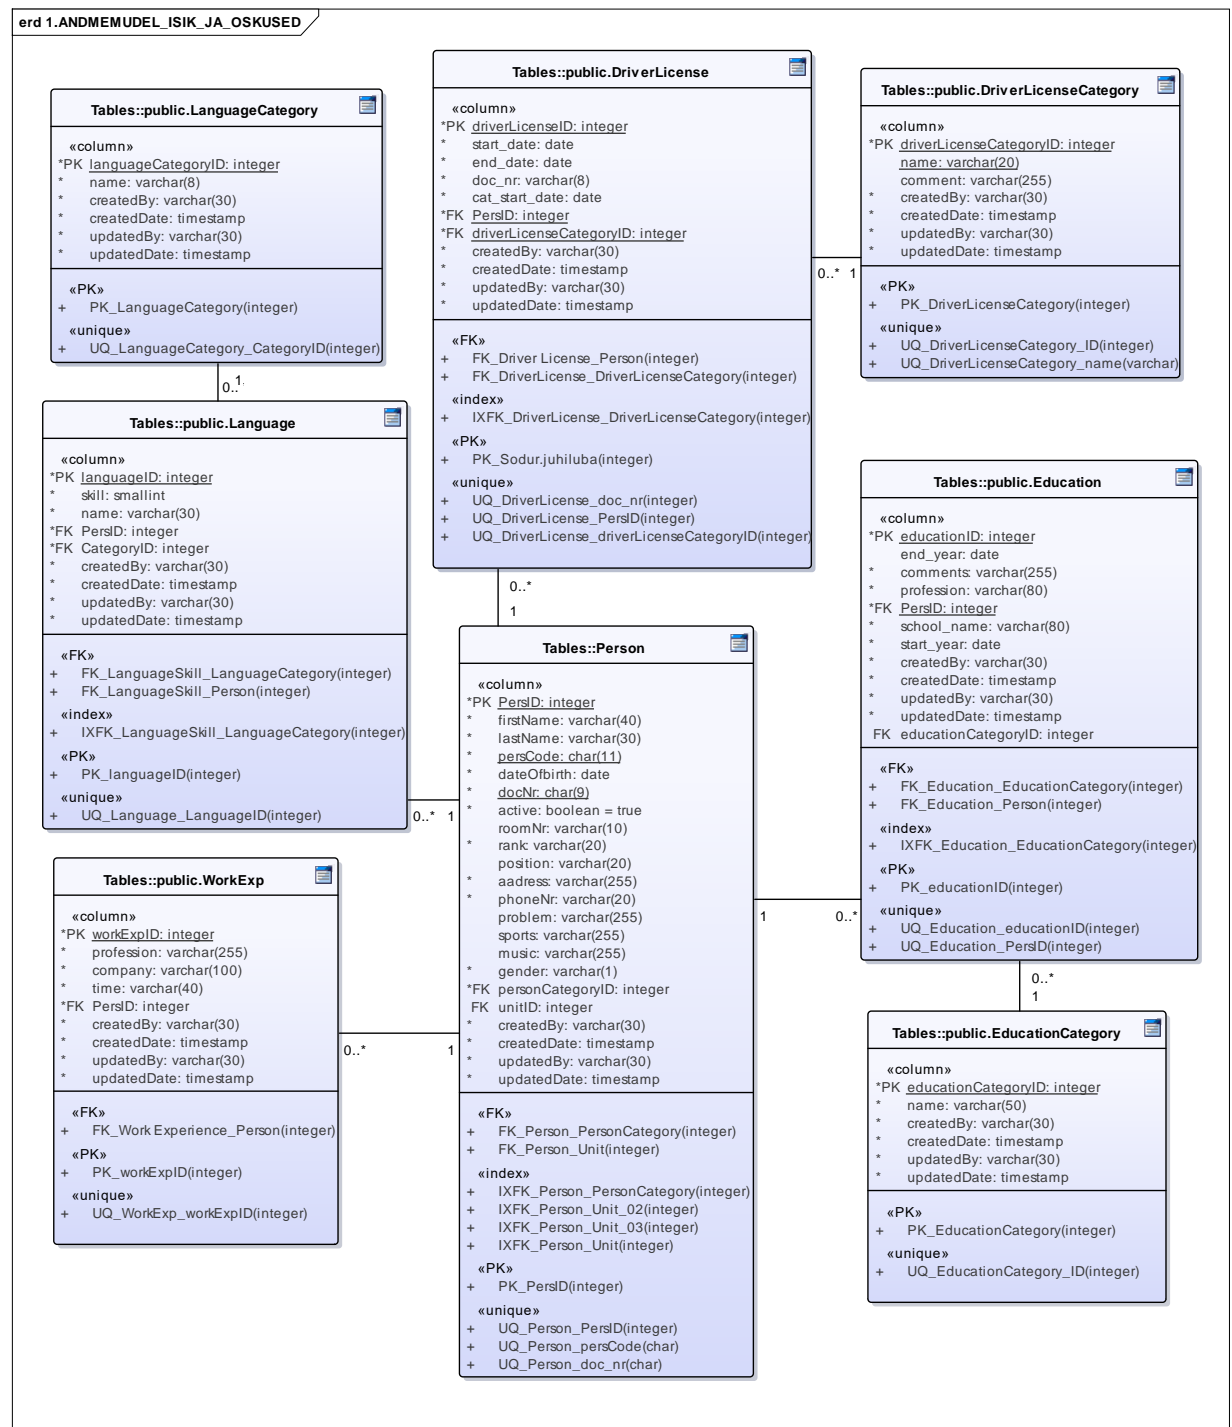 erd 1.ANDMEMUDEL_ISIK_JA_OSKUSED
Tables::public.LanguageCategory
«column»
*PK languageCategoryID: integer
* name: varchar(8)
* createdBy: varchar(30)
* createdDate: timestamp
* updatedBy: varchar(30)
* updatedDate: timestamp
«PK»
+ PK_LanguageCategory(integer)
«unique»
+ UQ_LanguageCategory_CategoryID(integer)
Tables::public.DriverLicense
«column»
*PK driverLicenseID: integer
* start_date: date
* end_date: date
* doc_nr: varchar(8)
* cat_start_date: date
*FK PersID: integer
*FK driverLicenseCategoryID: integer
* createdBy: varchar(30)
* createdDate: timestamp
* updatedBy: varchar(30)
* updatedDate: timestamp
«FK»
+ FK_Driver License_Person(integer)
+ FK_DriverLicense_DriverLicenseCategory(integer)
«index»
+ IXFK_DriverLicense_DriverLicenseCategory(integer)
«PK»
+ PK_Sodur.juhiluba(integer)
«unique»
+ UQ_DriverLicense_doc_nr(integer)
+ UQ_DriverLicense_PersID(integer)
+ UQ_DriverLicense_driverLicenseCategoryID(integer)
0..* 1
Tables::public.DriverLicenseCategory
«column»
*PK driverLicenseCategoryID: integer
name: varchar(20)
comment: varchar(255)
* createdBy: varchar(30)
* createdDate: timestamp
* updatedBy: varchar(30)
* updatedDate: timestamp
«PK»
+ PK_DriverLicenseCategory(integer)
«unique»
+ UQ_DriverLicenseCategory_ID(integer)
+ UQ_DriverLicenseCategory_name(varchar)
Tables::public.Language
«column»
*PK languageID: integer
* skill: smallint
* name: varchar(30)
*FK PersID: integer
*FK CategoryID: integer
* createdBy: varchar(30)
* createdDate: timestamp
* updatedBy: varchar(30)
* updatedDate: timestamp
«FK»
+ FK_LanguageSkill_LanguageCategory(integer)
+ FK_LanguageSkill_Person(integer)
«index»
+ IXFK_LanguageSkill_LanguageCategory(integer)
«PK»
+ PK_languageID(integer)
«unique»
+ UQ_Language_LanguageID(integer)
0..* 1
0..*
1
Tables::Person
«column»
*PK PersID: integer
* firstName: varchar(40)
* lastName: varchar(30)
* persCode: char(11)
* dateOfbirth: date
* docNr: char(9)
* active: boolean = true
roomNr: varchar(10)
* rank: varchar(20)
position: varchar(20)
* aadress: varchar(255)
* phoneNr: varchar(20)
problem: varchar(255)
sports: varchar(255)
music: varchar(255)
* gender: varchar(1)
*FK personCategoryID: integer
FK unitID: integer
* createdBy: varchar(30)
* createdDate: timestamp
* updatedBy: varchar(30)
* updatedDate: timestamp
«FK»
+ FK_Person_PersonCategory(integer)
+ FK_Person_Unit(integer)
«index»
+ IXFK_Person_PersonCategory(integer)
+ IXFK_Person_Unit_02(integer)
+ IXFK_Person_Unit_03(integer)
+ IXFK_Person_Unit(integer)
«PK»
+ PK_PersID(integer)
«unique»
+ UQ_Person_PersID(integer)
+ UQ_Person_persCode(char)
+ UQ_Person_doc_nr(char)
1 0..*
Tables::public.Education
«column»
*PK educationID: integer
end_year: date
* comments: varchar(255)
* profession: varchar(80)
*FK PersID: integer
* school_name: varchar(80)
* start_year: date
* createdBy: varchar(30)
* createdDate: timestamp
* updatedBy: varchar(30)
* updatedDate: timestamp
FK educationCategoryID: integer
«FK»
+ FK_Education_EducationCategory(integer)
+ FK_Education_Person(integer)
«index»
+ IXFK_Education_EducationCategory(integer)
«PK»
+ PK_educationID(integer)
«unique»
+ UQ_Education_educationID(integer)
+ UQ_Education_PersID(integer)
0..*
1
Tables::public.WorkExp
«column»
*PK workExpID: integer
* profession: varchar(255)
* company: varchar(100)
* time: varchar(40)
*FK PersID: integer
* createdBy: varchar(30)
* createdDate: timestamp
* updatedBy: varchar(30)
* updatedDate: timestamp
«FK»
+ FK_Work Experience_Person(integer)
«PK»
+ PK_workExpID(integer)
«unique»
+ UQ_WorkExp_workExpID(integer)
0..* 1
Tables::public.EducationCategory
«column»
*PK educationCategoryID: integer
* name: varchar(50)
* createdBy: varchar(30)
* createdDate: timestamp
* updatedBy: varchar(30)
* updatedDate: timestamp
«PK»
+ PK_EducationCategory(integer)
«unique»
+ UQ_EducationCategory_ID(integer)